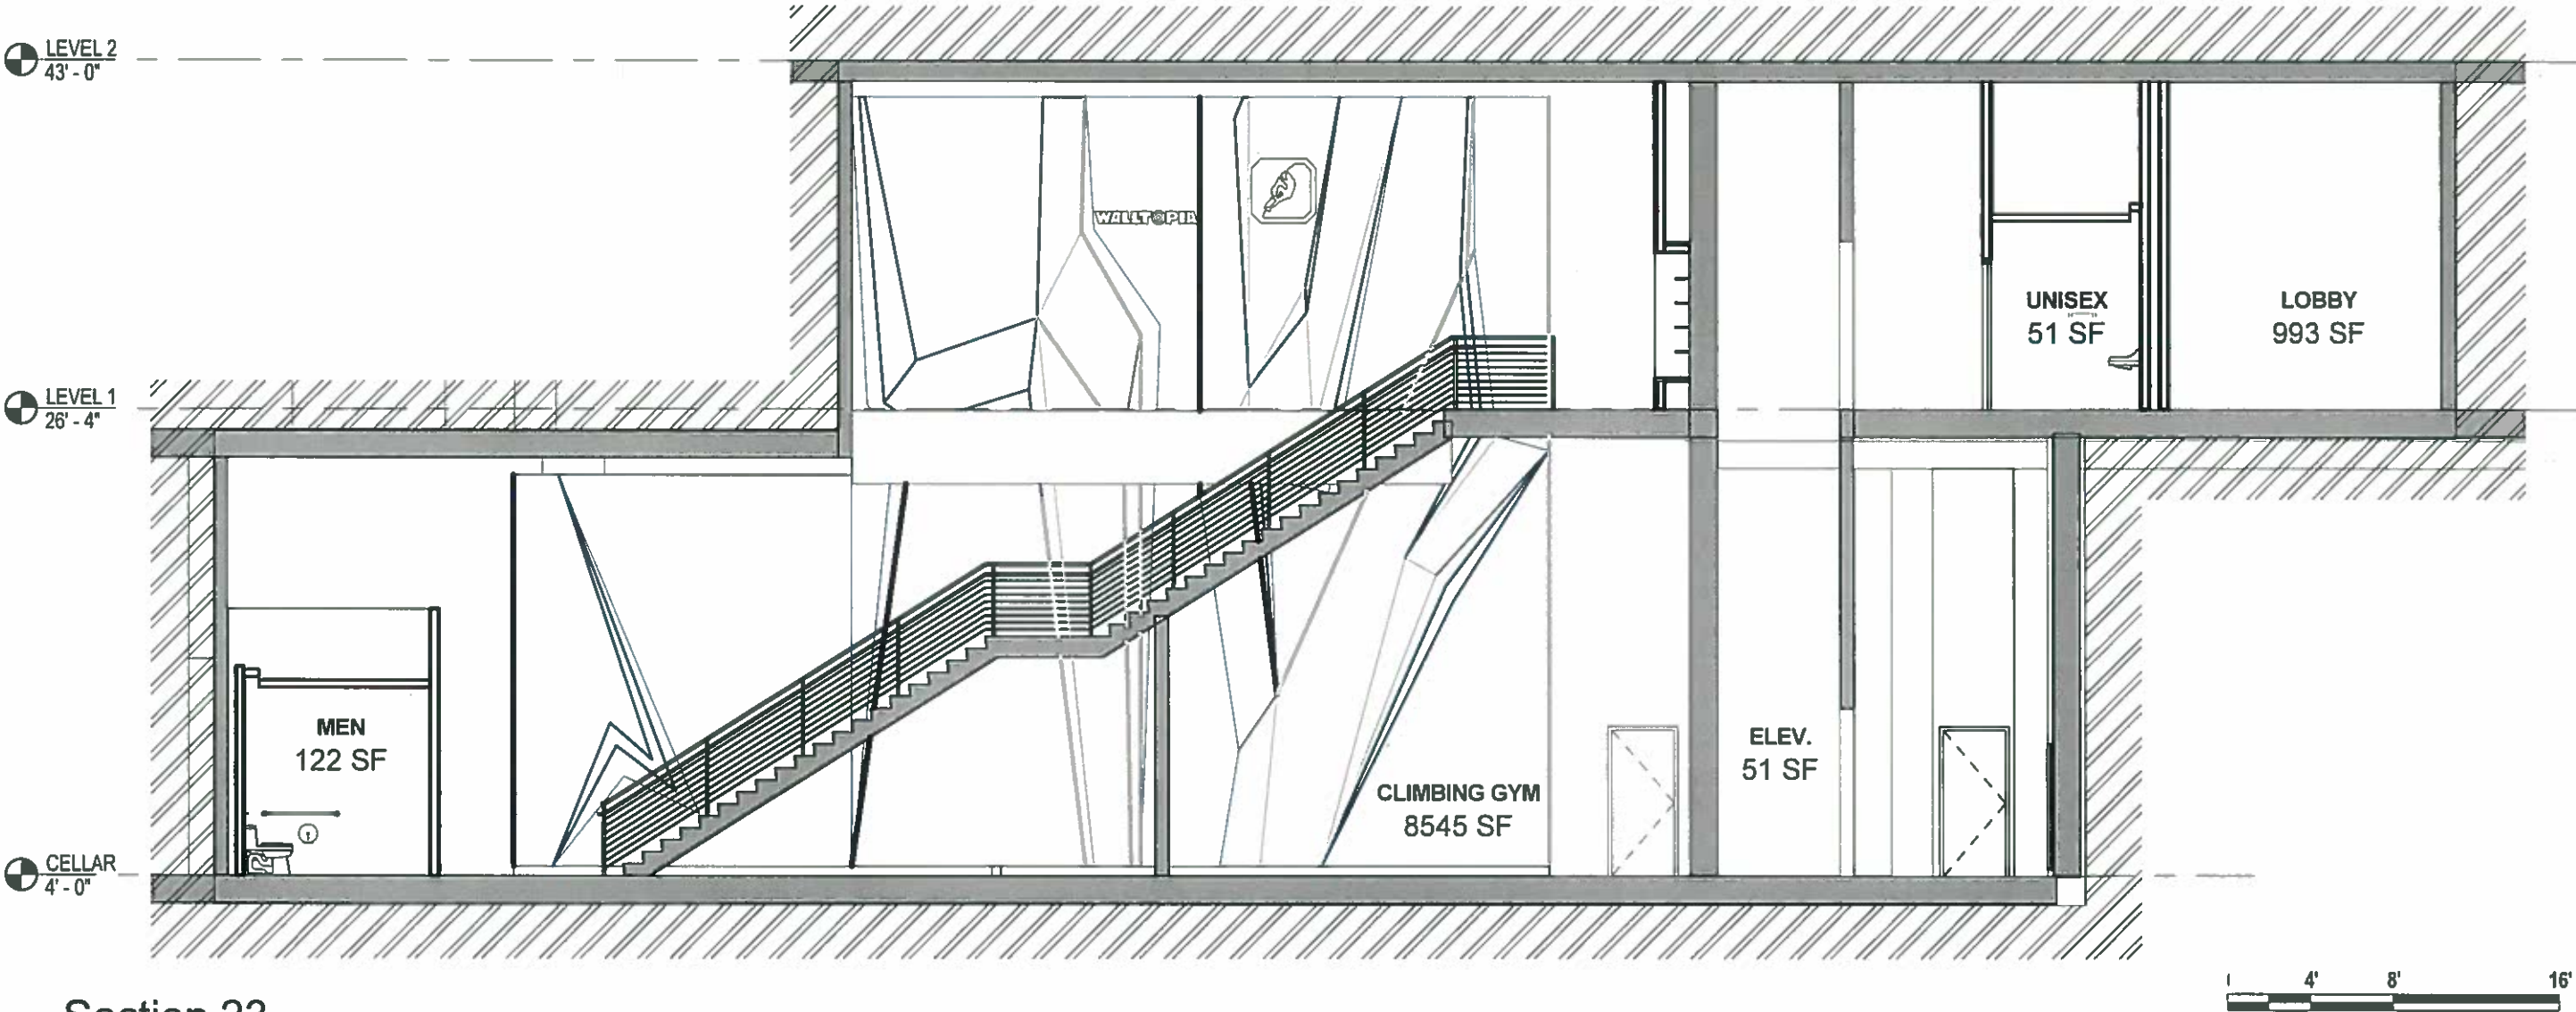 LEVEL 2
43' - 0"
WALLTOPIA
LEVEL 1
26' - 4"
UNISEX
51 SF
LOBBY
993 SF
MEN
122 SF
ELEV.
51 SF
CLIMBING GYM
8545 SF
CELLAR
4' - 0"
4' 8' 16'